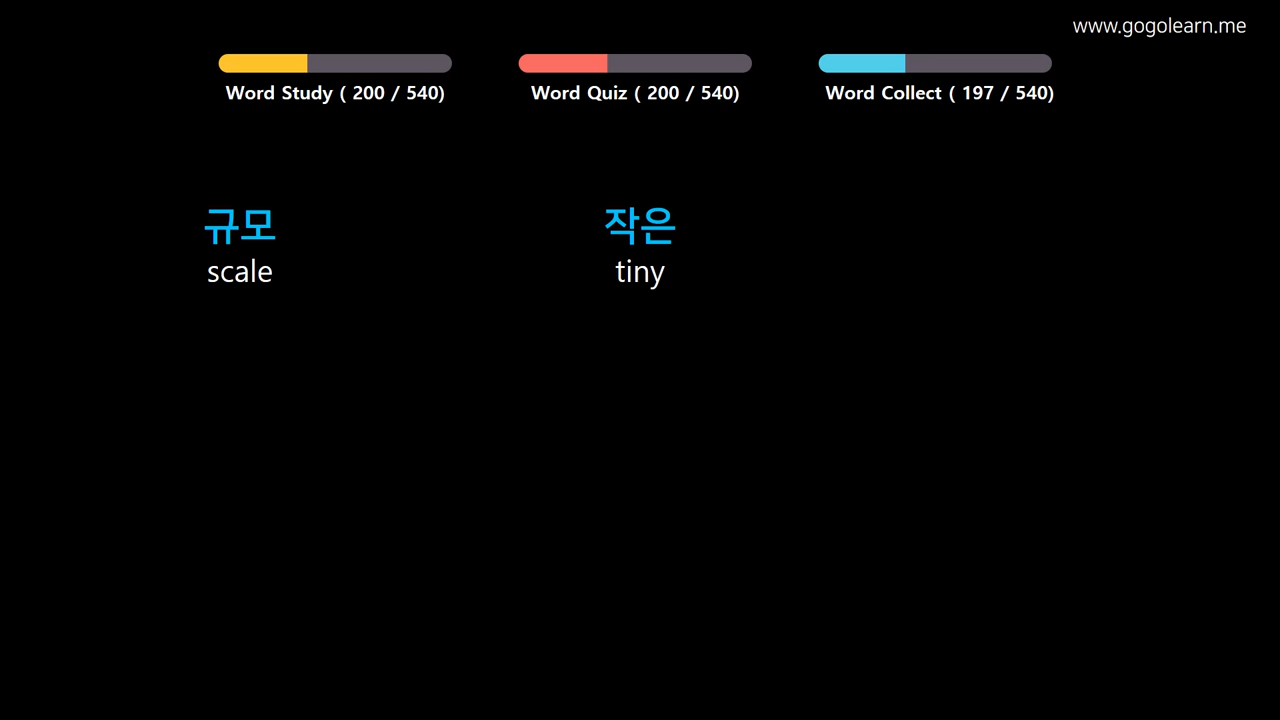 www.gogolearn.me
Word Study ( 200 / 540)
Word Quiz ( 200 / 540)
Word Collect ( 197 / 540)
규모
scale
작은
tiny